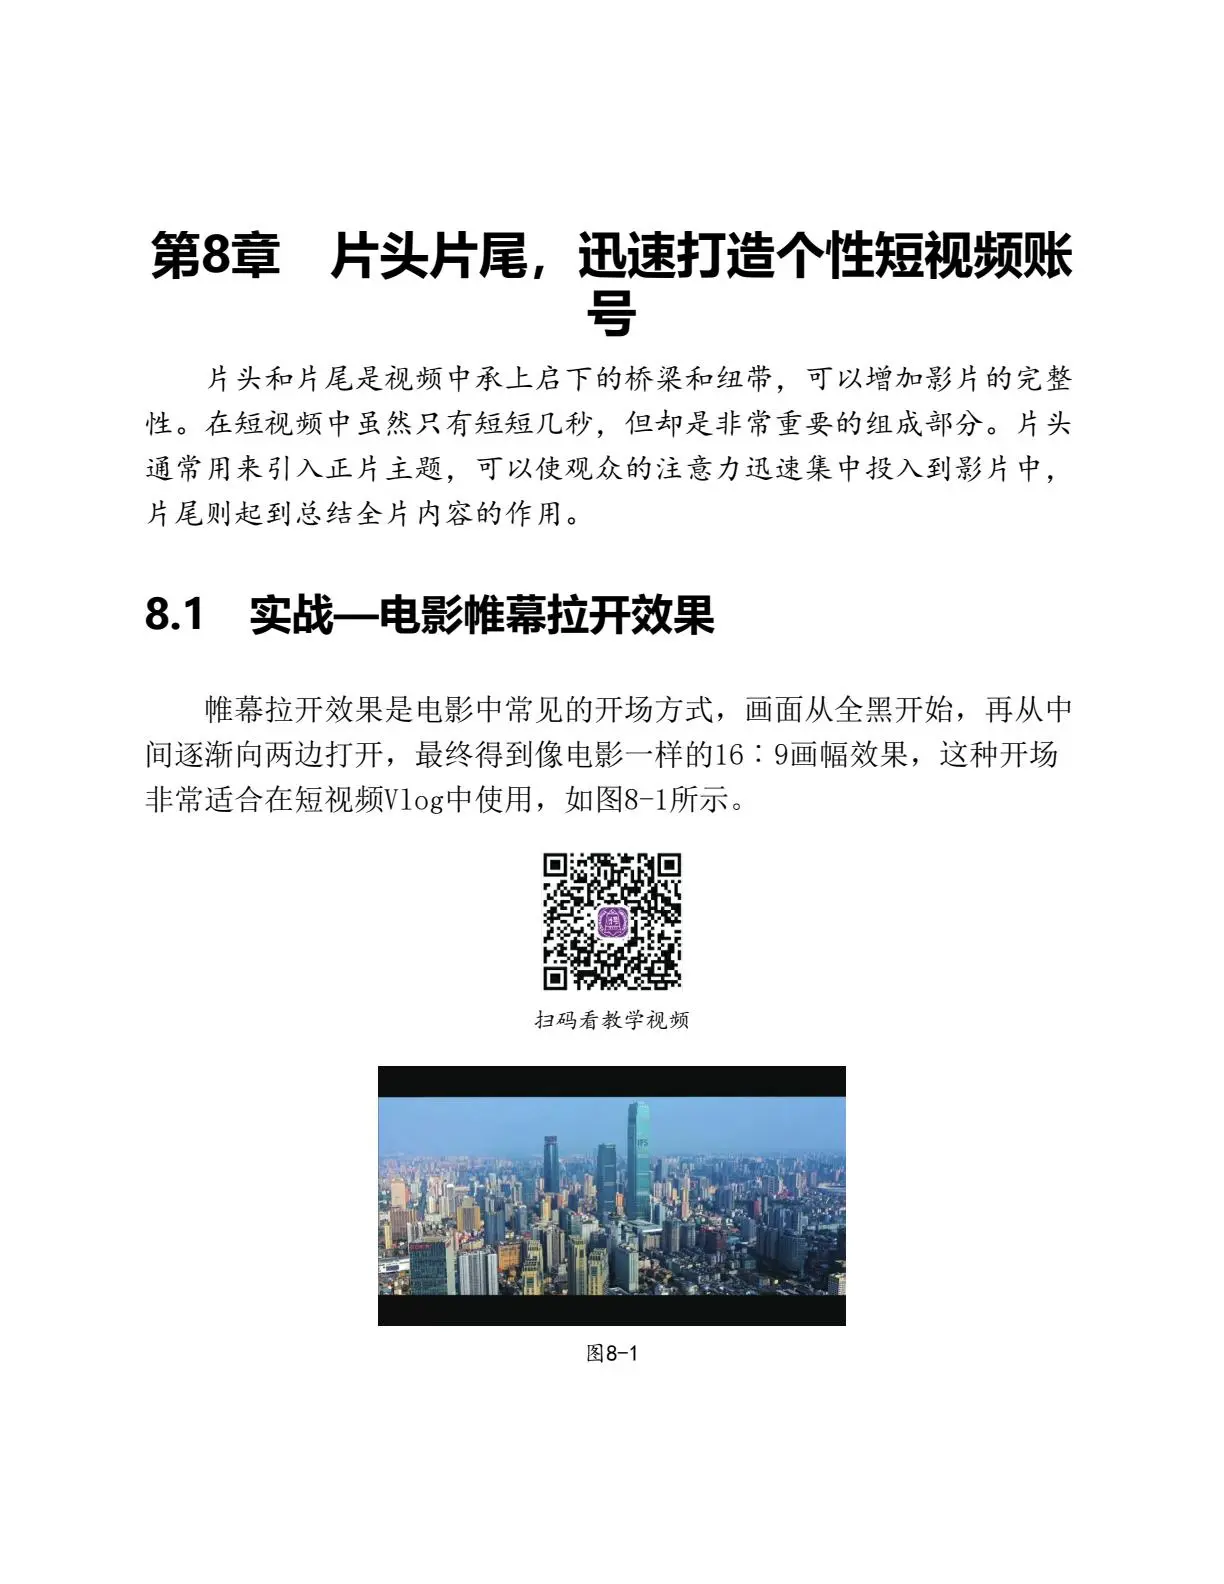 第8章　片头片尾，迅速打造个性短视频账
号
片头和片尾是视频中承上启下的桥梁和纽带，可以增加影片的完整
性。在短视频中虽然只有短短几秒，但却是非常重要的组成部分。片头
通常用来引入正片主题，可以使观众的注意力迅速集中投入到影片中，
片尾则起到总结全片内容的作用。
8.1　实战—电影帷幕拉开效果
帷幕拉开效果是电影中常见的开场方式，画面从全黑开始，再从中
间逐渐向两边打开，最终得到像电影一样的16∶9画幅效果，这种开场
非常适合在短视频Vlog中使用，如图8-1所示。
扫码看教学视频
IFS
图8-1